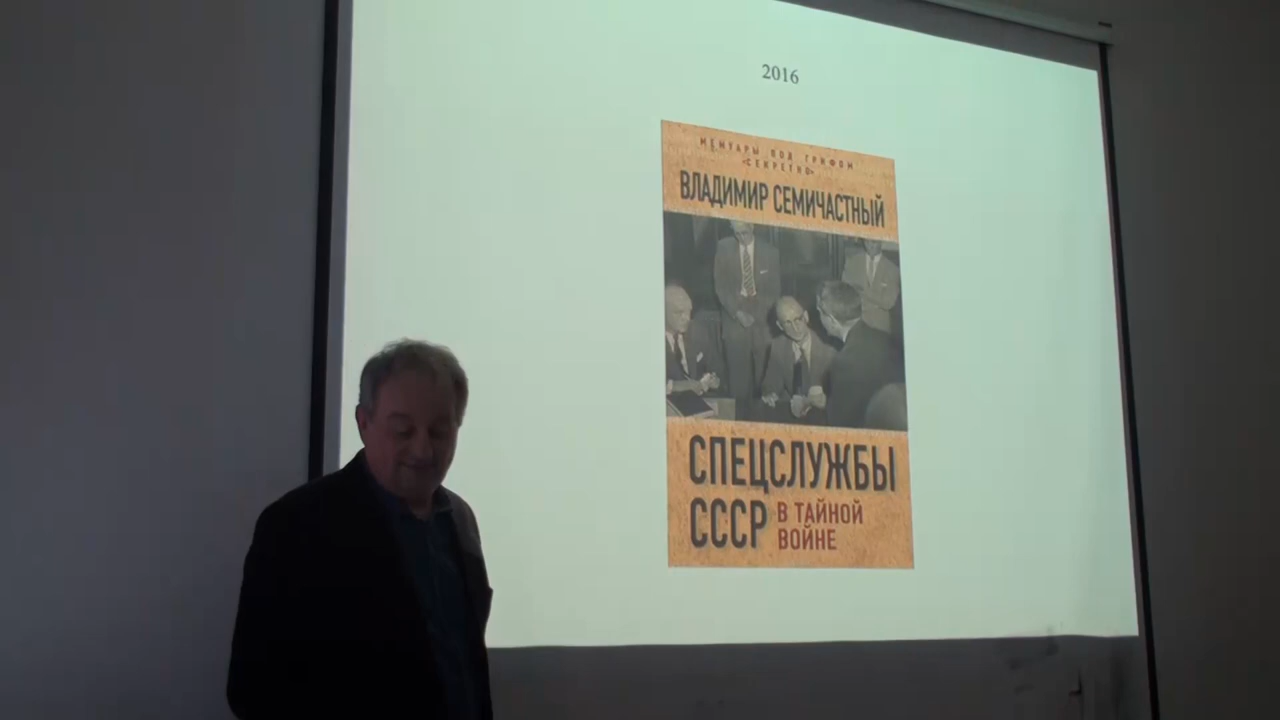 2016
МЕМУАРЫ ПОД ГРИФОМ
«СЕКРЕТНО»
ВЛАДИМИР СЕМИЧАСТНЫЙ
СПЕЦСЛУЖБЫ
СССР
В ТАЙНОЙ
ВОЙНЕ